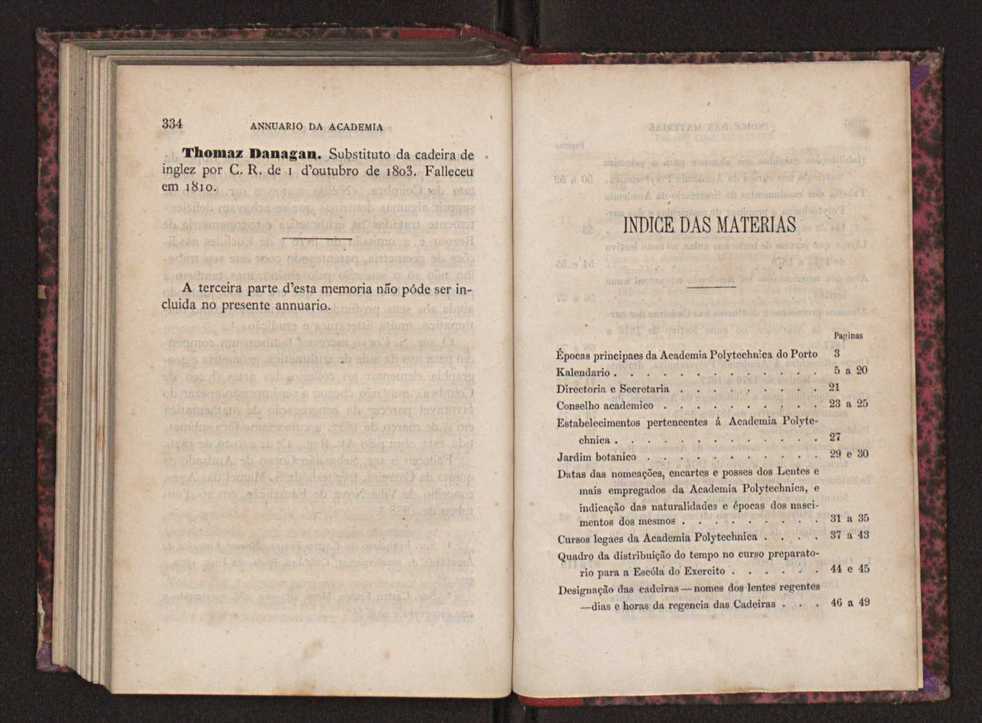 334 ANNUARIO DA ACADEMIA
Thomaz Danagan. Substituto da cadeira de
inglez por C. R. de 1 d'outubro de 1803. Falleceu
em 1810.
A terceira parte d'esta memoria não póde ser in-
cluida no presente annuario.
INDICE DAS MATERIAS
Paginas
Épocas principaes da Academia Polytechnica do Porto 3
Kalendario . . . . . . . . . . . . . 5 a 20
Directoria e Secretaria . . . . . . . . . 21
Conselho academico . . . . . . . . . . 23 a 25
Estabelecimentos pertencentes á Academia Polyte-
chnica . . . . . . . . . . . . . 27
Jardim botanico . . . . . . . . . . . 29 e 30
Datas das nomeações, encartes e posses dos Lentes e
mais empregados da Academia Polytechnica, e
indicação das naturalidades e épocas dos nasci-
mentos dos mesmos . . . . . . . . . 31 a 35
Cursos legaes da Academia Polytechnica . . . . 37 a 43
Quadro da distribuição do tempo no curso preparato-
rio para a Escóla do Exercito . . . . . . 44 e 45
Designação das cadeiras — nomes dos lentes regentes
—dias e horas da regencia das Cadeiras . . . 46 a 49